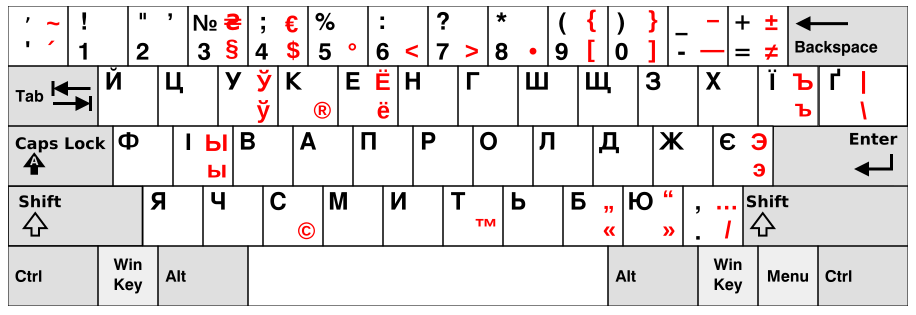 ′ ~ ! " ’ № ₴ ; € % : ? * ( { ) } _ – + ± Backspace
' ´ 1 2 3 § 4 $ 5 ° 6 < 7 > 8 • 9 [ 0 ] - — = ≠
Tab Й Ц У Ў К Е Ё Н Г Ш Щ З Х Ї Ъ Ґ |
ў ® ё ъ \
Caps Lock A Ф І Ы В А П Р О Л Д Ж Є Э Enter
ы э
Shift Я Ч С М И Т Ь Б „ Ю “ , … Shift
© ™ « » . /
Ctrl Win Key Alt Alt Win Key Menu Ctrl